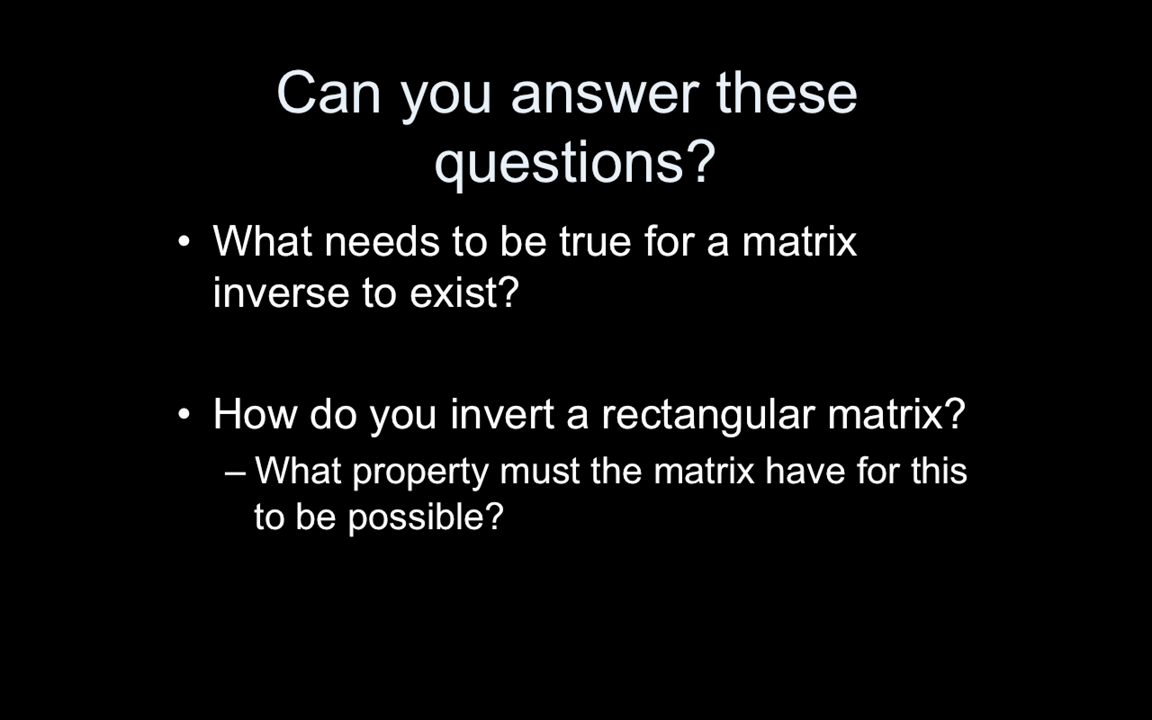 Can you answer these
questions?
• What needs to be true for a matrix
inverse to exist?
• How do you invert a rectangular matrix?
– What property must the matrix have for this
to be possible?